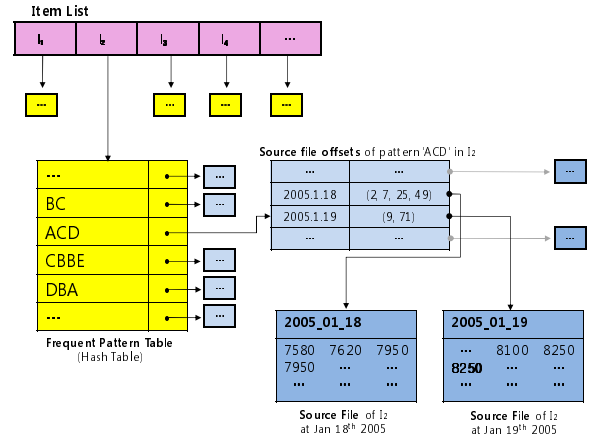 Item List
I1 I2 I3 I4 ...
... ... ... ...
Source file offsets of pattern 'ACD' in I2
... ... ... ... ...
2005.1.18 (2, 7, 25, 49)
BC ...
2005.1.19 (9, 71)
ACD
... ... ...
CBBE ...
DBA ...
... ...
2005_01_18
7580 7620 7950
7950 ... ...
... ... ...
2005_01_19
... 8100 8250
8250 ... ...
... ... ...
Frequent Pattern Table
(Hash Table)
Source File of I2
at Jan 18th 2005
Source File of I2
at Jan 19th 2005